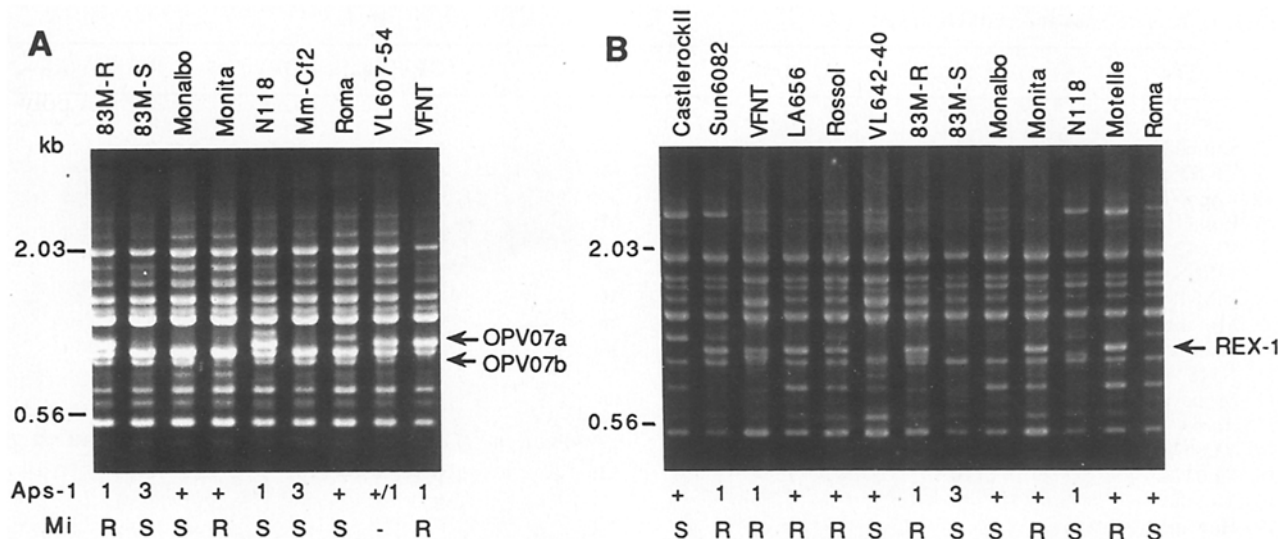 A
83M-R 83M-S Monalbo Monita N118 Mm-Cf2 Roma VL607-54 VFNT
kb
2.03
OPV07a
OPV07b
0.56
Aps-1 1 3 + + 1 3 + +/1 1
Mi R S S R S S S - R
B
CastlerockII Sun6082 VFNT LA656 Rossol VL642-40 83M-R 83M-S Monalbo Monita N118 Motelle Roma
2.03
REX-1
0.56
+ 1 1 + + + 1 3 + + 1 + +
S R R R R S R S S R S R S